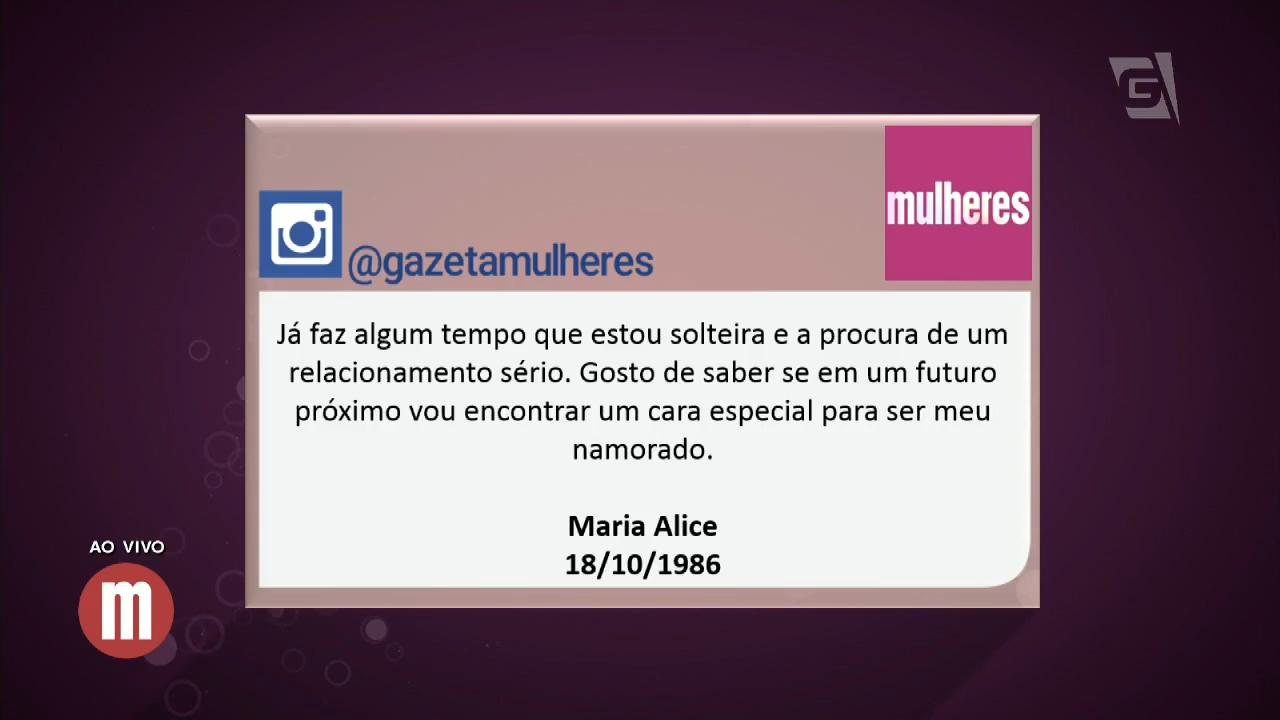 mulheres
@gazetamulheres
Já faz algum tempo que estou solteira e a procura de um
relacionamento sério. Gosto de saber se em um futuro
próximo vou encontrar um cara especial para ser meu
namorado.
Maria Alice
18/10/1986
AO VIVO
m
G